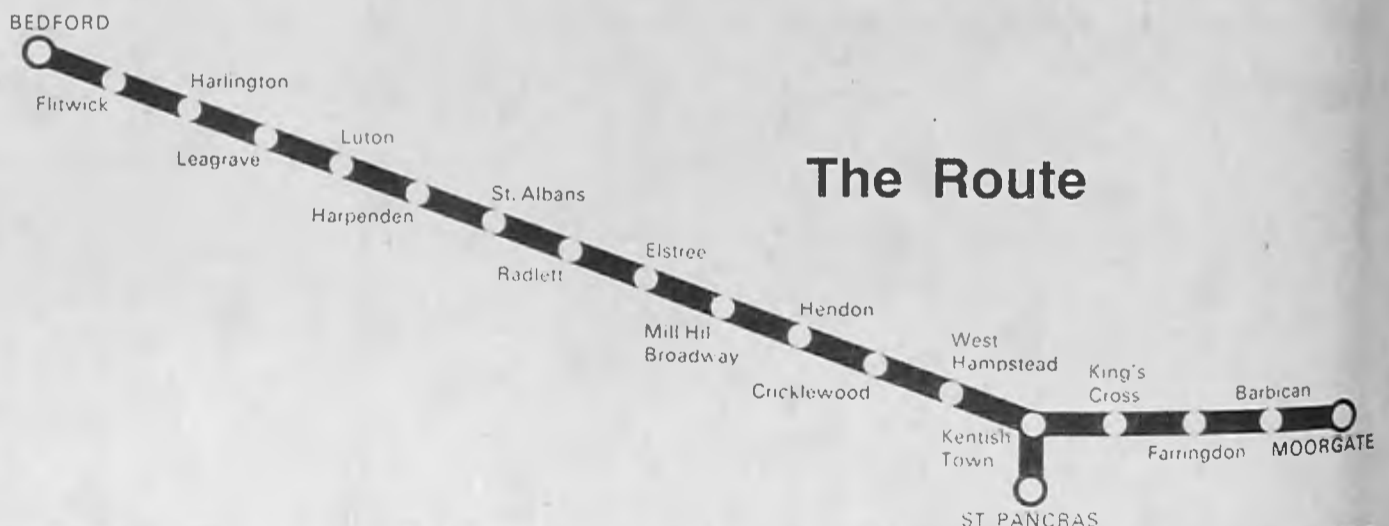 BEDFORD
Flitwick
Harlington
Leagrave
Luton
Harpenden
St. Albans
Radlett
Elstree
Mill Hill
Broadway
Hendon
Cricklewood
West
Hampstead
Kentish
Town
King's
Cross
Farringdon
Barbican
MOORGATE
ST PANCRAS
The Route